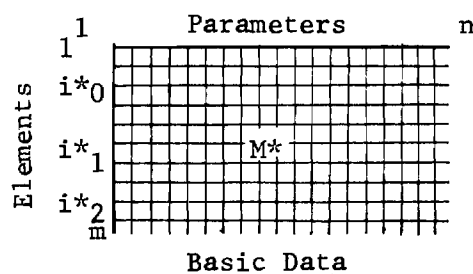 1 Parameters m
1
i*0
Elements
i*1 M*
i*2
m
Basic Data